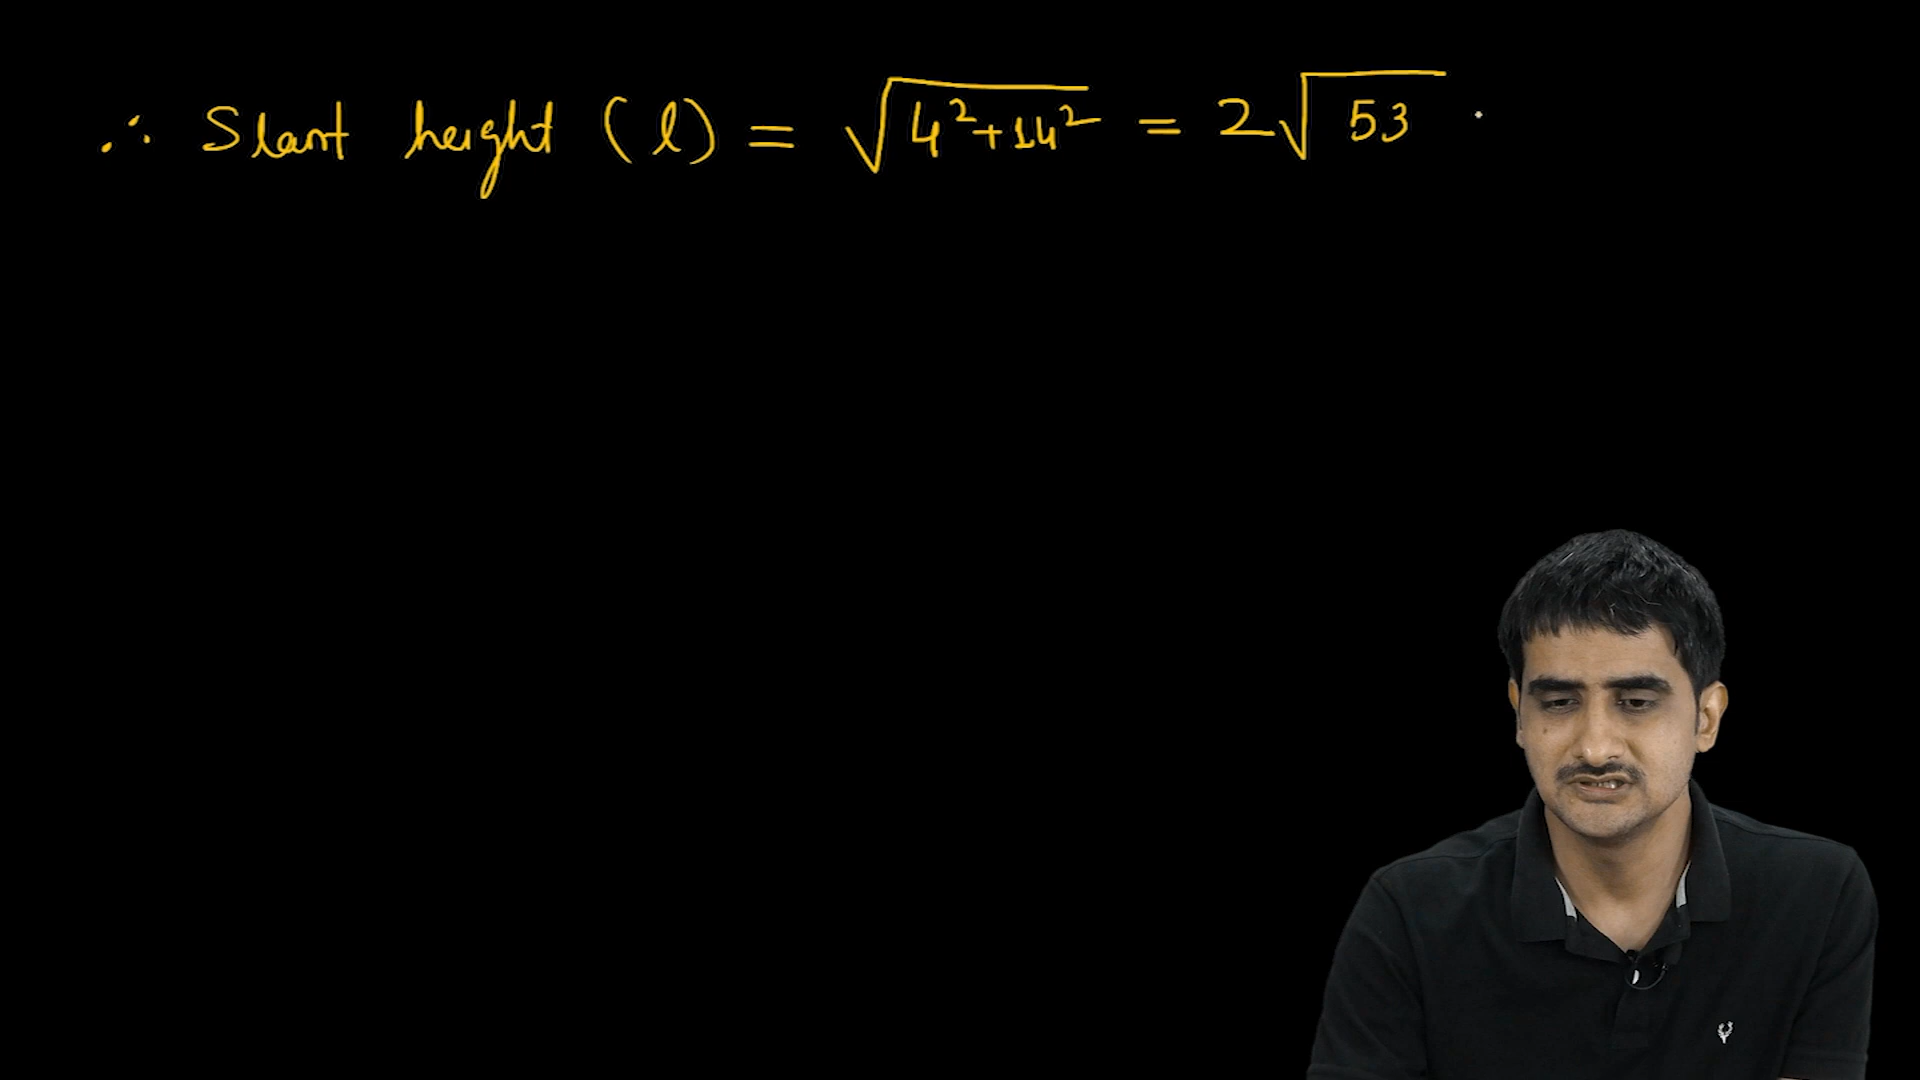 ∴ Slant height (l) = √(4²+14²) = 2√53